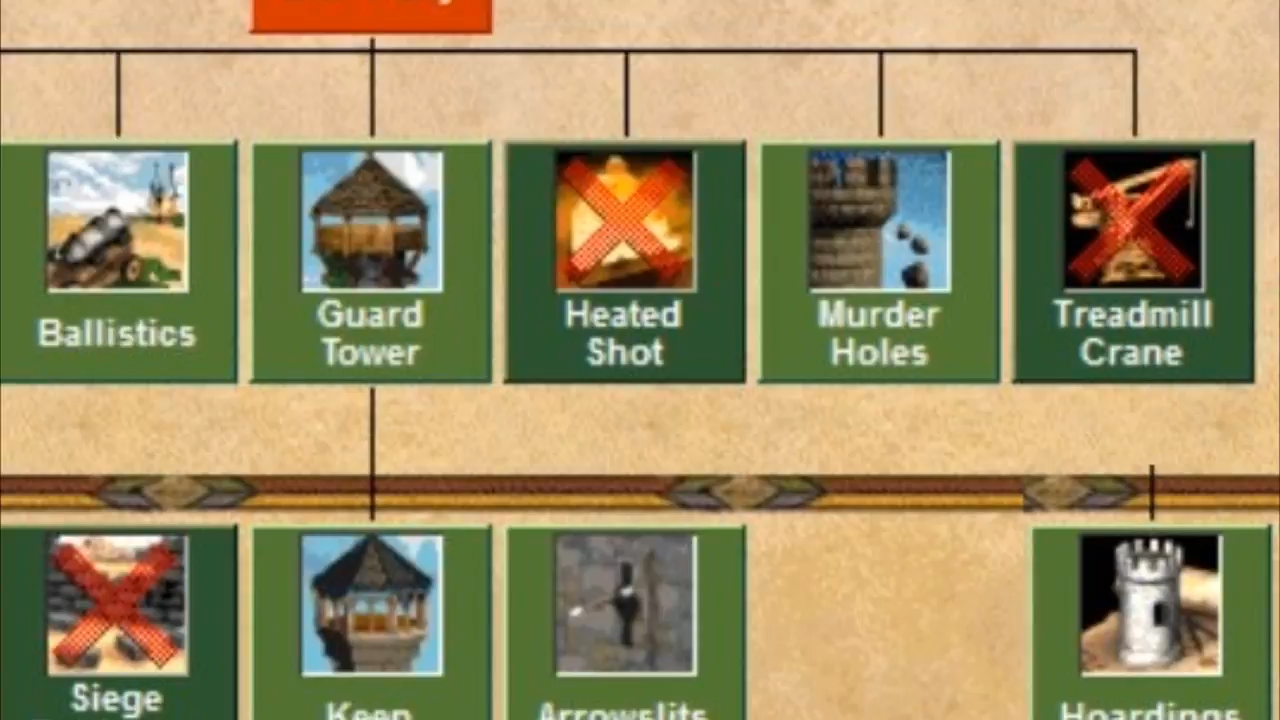 Ballistics
Guard
Tower
Heated
Shot
Murder
Holes
Treadmill
Crane
Siege
Keep
Arrowslits
Hoardings